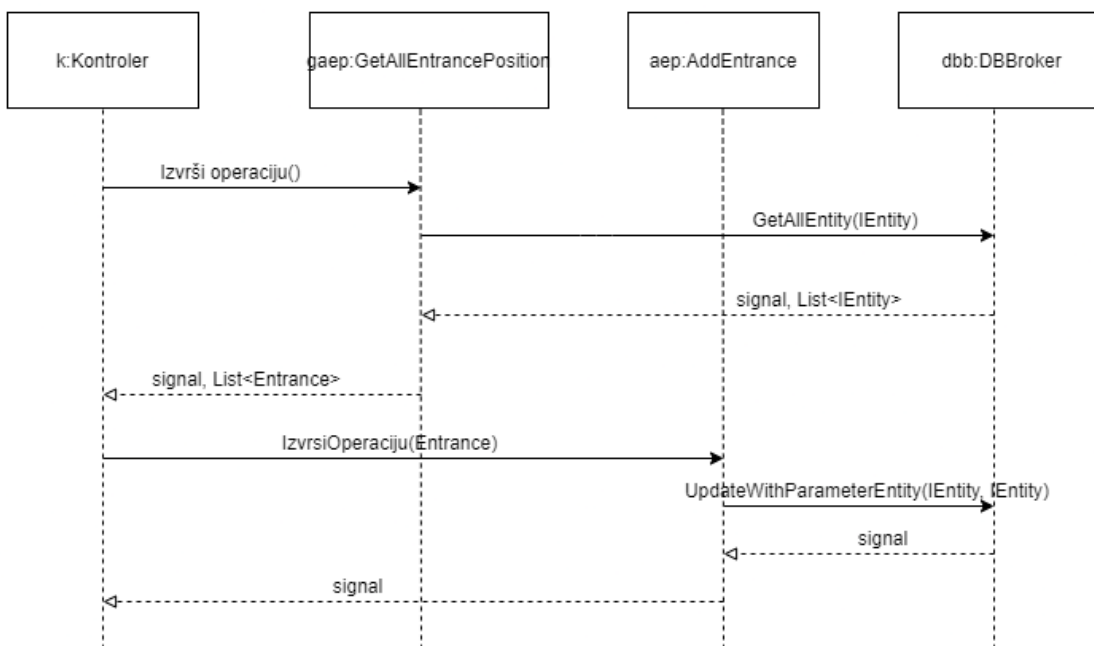 k:Kontroler
gaep:GetAllEntrancePosition
aep:AddEntrance
dbb:DBBroker
Izvrši operaciju()
GetAllEntity(IEntity)
signal, List<IEntity>
signal, List<Entrance>
IzvrsiOperaciju(Entrance)
UpdateWithParameterEntity(IEntity, IEntity)
signal
signal